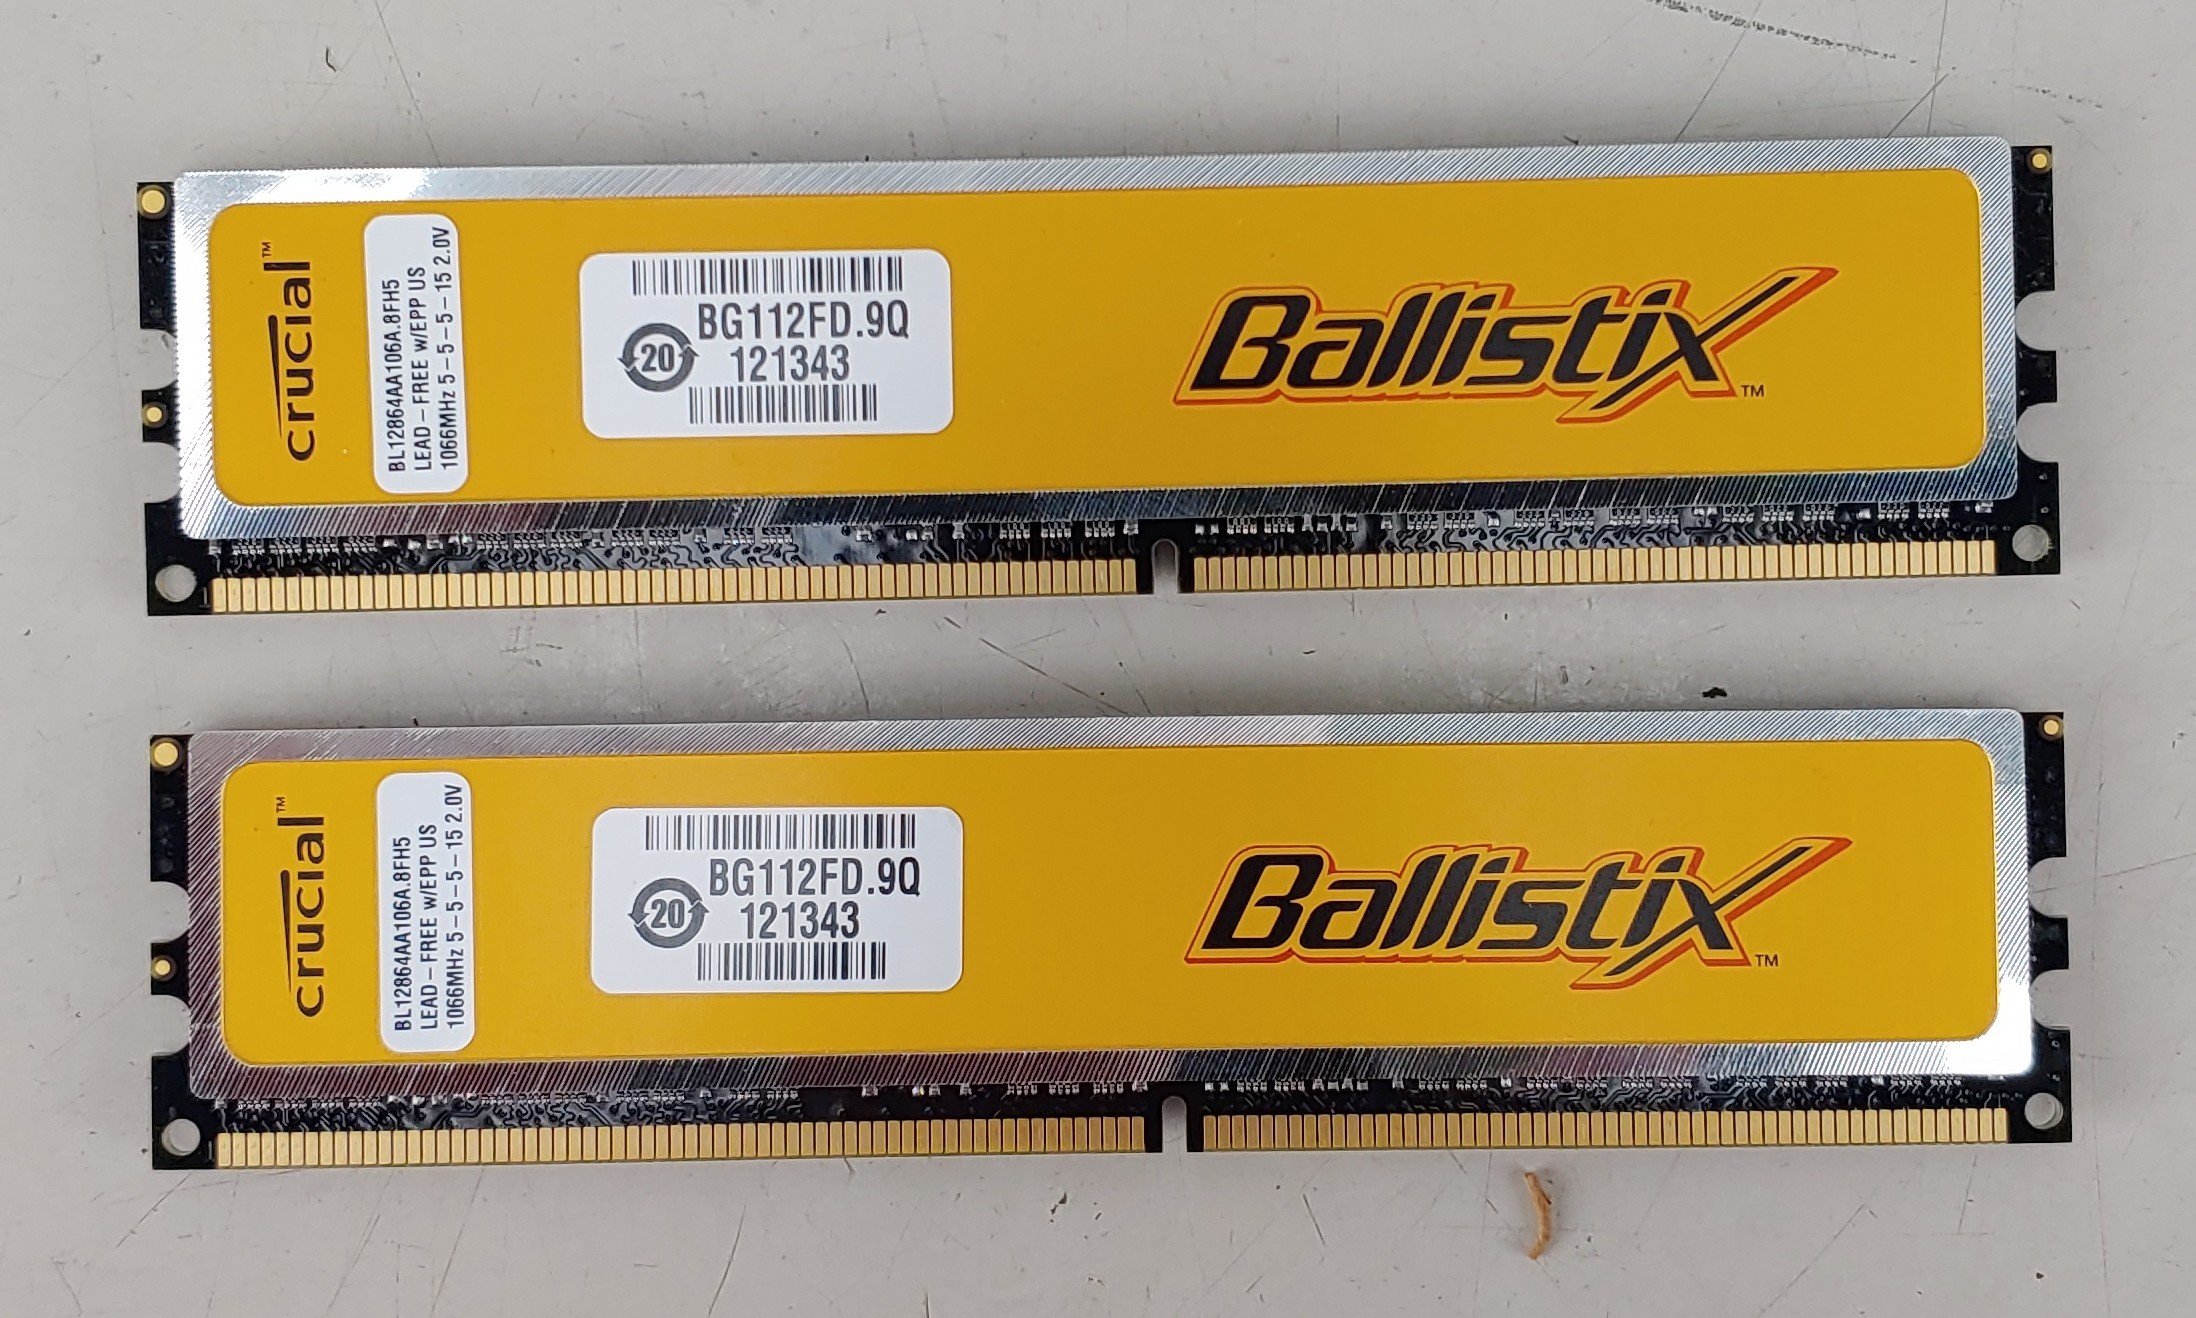 crucial™
BL12864AA106A.8FH5
LEAD-FREE w/EPP US
1066MHz 5-5-5-15 2.0V
BG112FD.9Q
20
121343
Ballistix™
1
crucial™
BL12864AA106A.8FH5
LEAD-FREE w/EPP US
1066MHz 5-5-5-15 2.0V
BG112FD.9Q
20
121343
Ballistix™